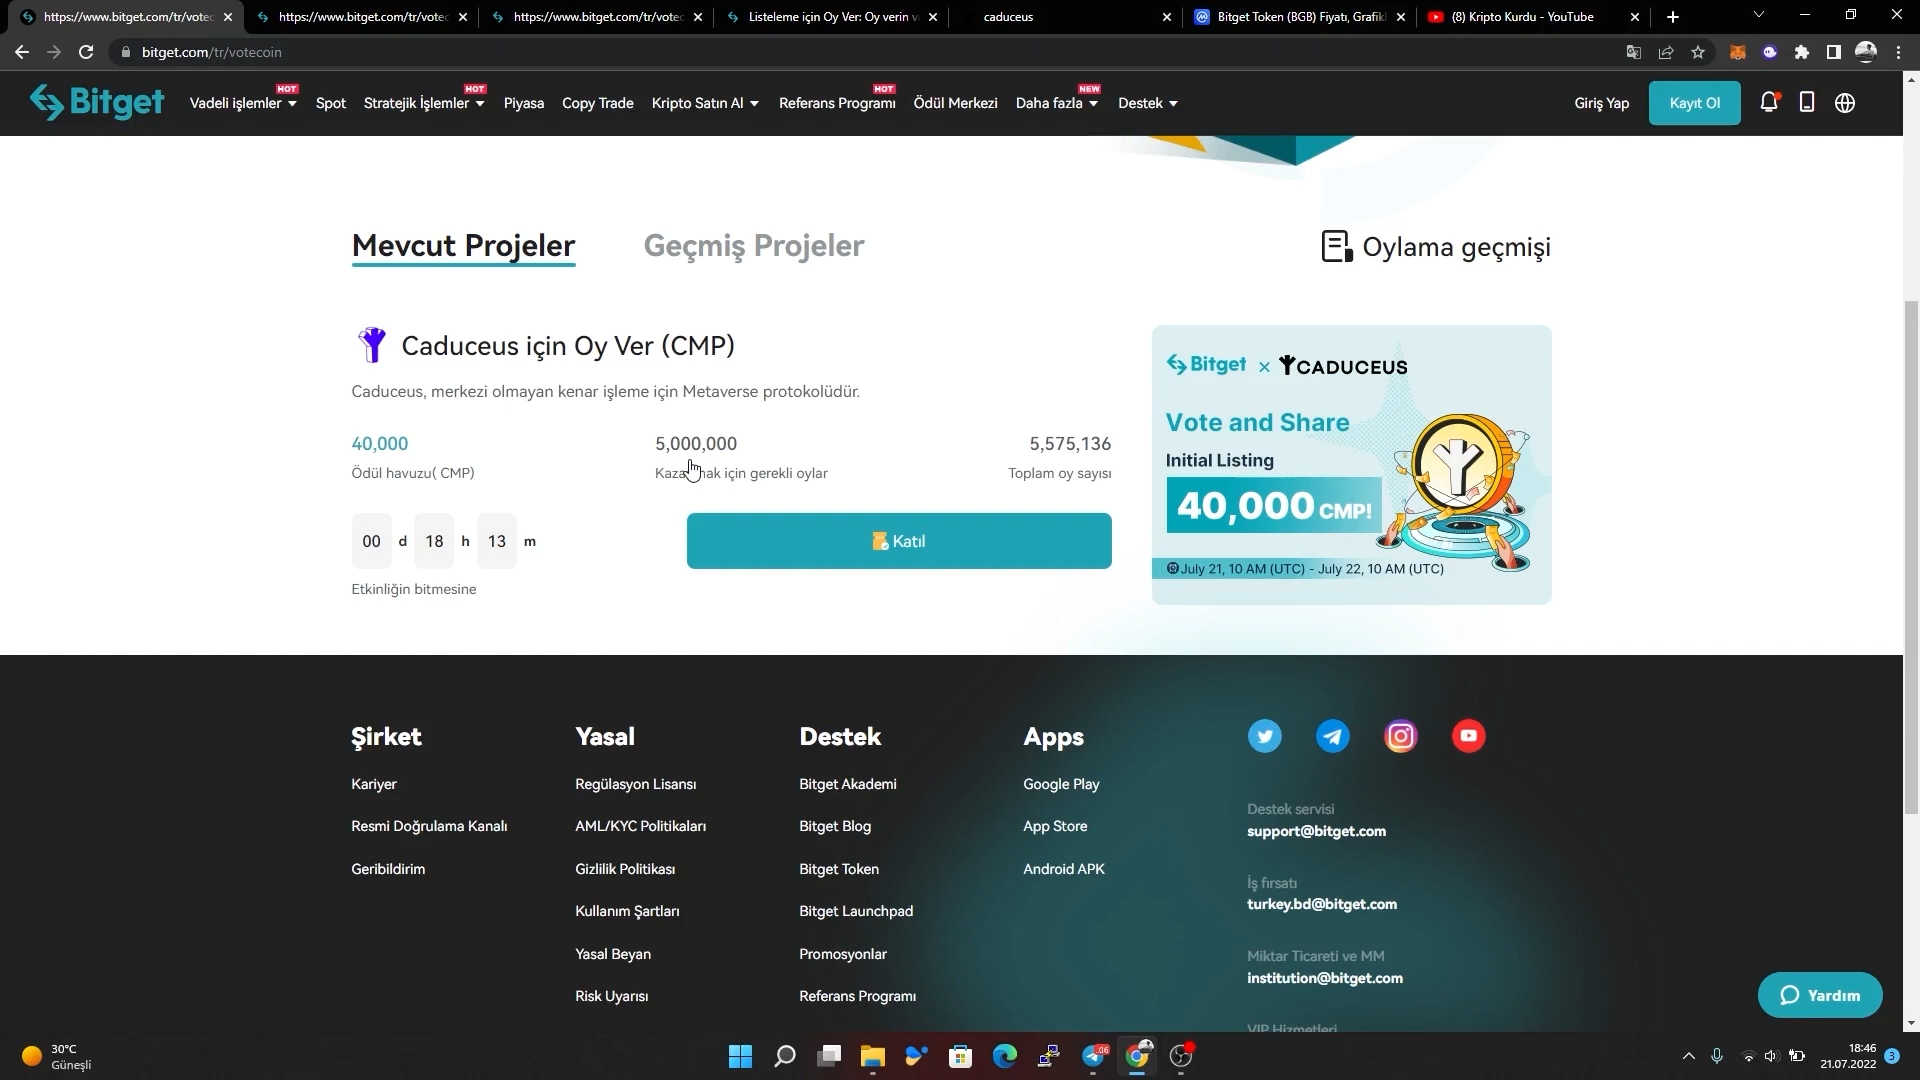 https://www.bitget.com/tr/votec
https://www.bitget.com/tr/votec
https://www.bitget.com/tr/votec
Listeleme için Oy Ver: Oy verin v
caduceus
Bitget Token (BGB) Fiyatı, Grafikl
(8) Kripto Kurdu - YouTube
bitget.com/tr/votecoin
Bitget
Vadeli işlemler
HOT
Spot
Stratejik İşlemler
HOT
Piyasa
Copy Trade
Kripto Satın Al
Referans Programı
HOT
Ödül Merkezi
Daha fazla
NEW
Destek
Giriş Yap
Kayıt Ol
Mevcut Projeler
Geçmiş Projeler
Oylama geçmişi
Caduceus için Oy Ver (CMP)
Caduceus, merkezi olmayan kenar işleme için Metaverse protokolüdür.
40,000
5,000,000
5,575,136
Ödül havuzu( CMP)
için gerekli oylar
Toplam oy sayısı
00 d 18 h 13 m
Katıl
Etkinliğin bitmesine
Bitget x CADUCEUS
Vote and Share
Initial Listing
40,000 CMP!
July 21, 10 AM (UTC) - July 22, 10 AM (UTC)
Şirket
Kariyer
Resmi Doğrulama Kanalı
Geribildirim
Yasal
Regülasyon Lisansı
AML/KYC Politikaları
Gizlilik Politikası
Kullanım Şartları
Yasal Beyan
Risk Uyarısı
Destek
Bitget Akademi
Bitget Blog
Bitget Token
Bitget Launchpad
Promosyonlar
Referans Programı
Apps
Google Play
App Store
Android APK
Destek servisi
support@bitget.com
İş fırsatı
turkey.bd@bitget.com
Miktar Ticareti ve MM
institution@bitget.com
VIP Hizmetleri
Yardım
30°C
Güneşli
18:46
21.07.2022
3